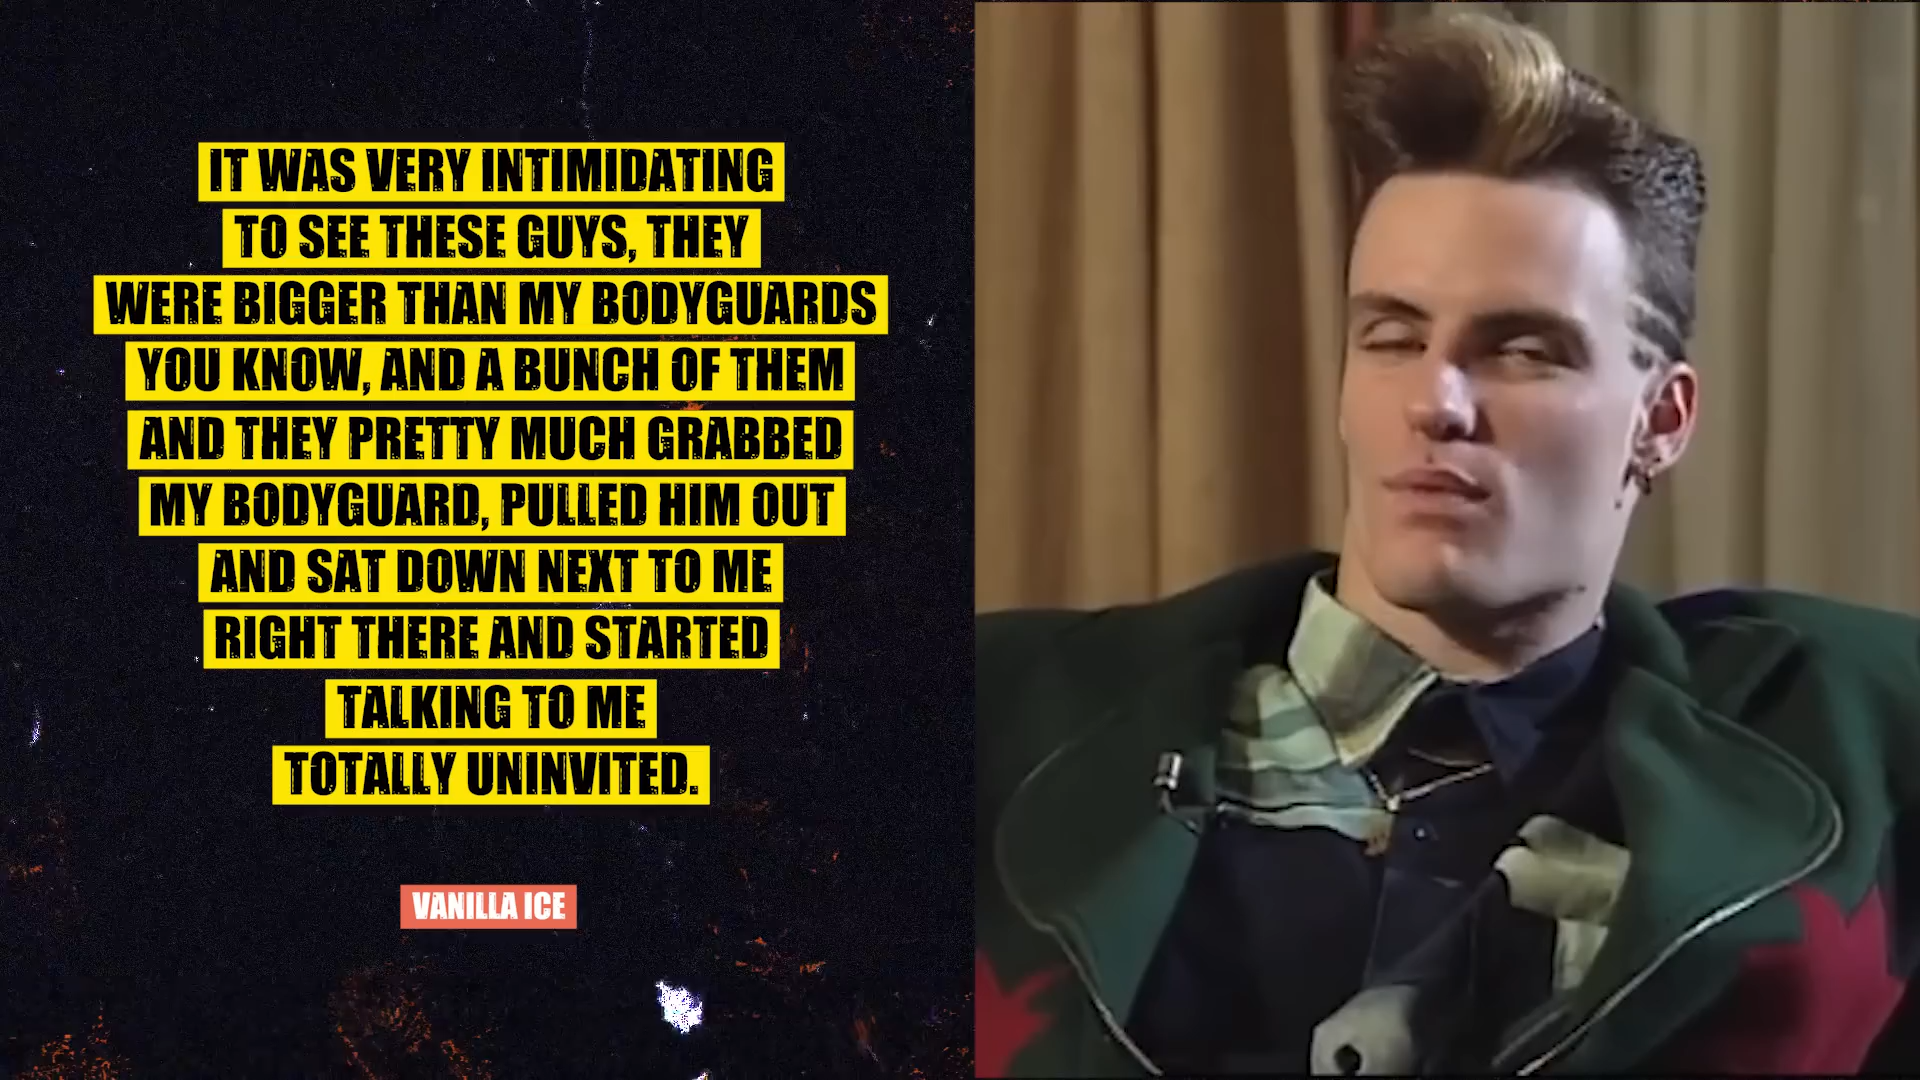 IT WAS VERY INTIMIDATING
TO SEE THESE GUYS, THEY
WERE BIGGER THAN MY BODYGUARDS
YOU KNOW, AND A BUNCH OF THEM
AND THEY PRETTY MUCH GRABBED
MY BODYGUARD, PULLED HIM OUT
AND SAT DOWN NEXT TO ME
RIGHT THERE AND STARTED
TALKING TO ME
TOTALLY UNINVITED.
VANILLA ICE